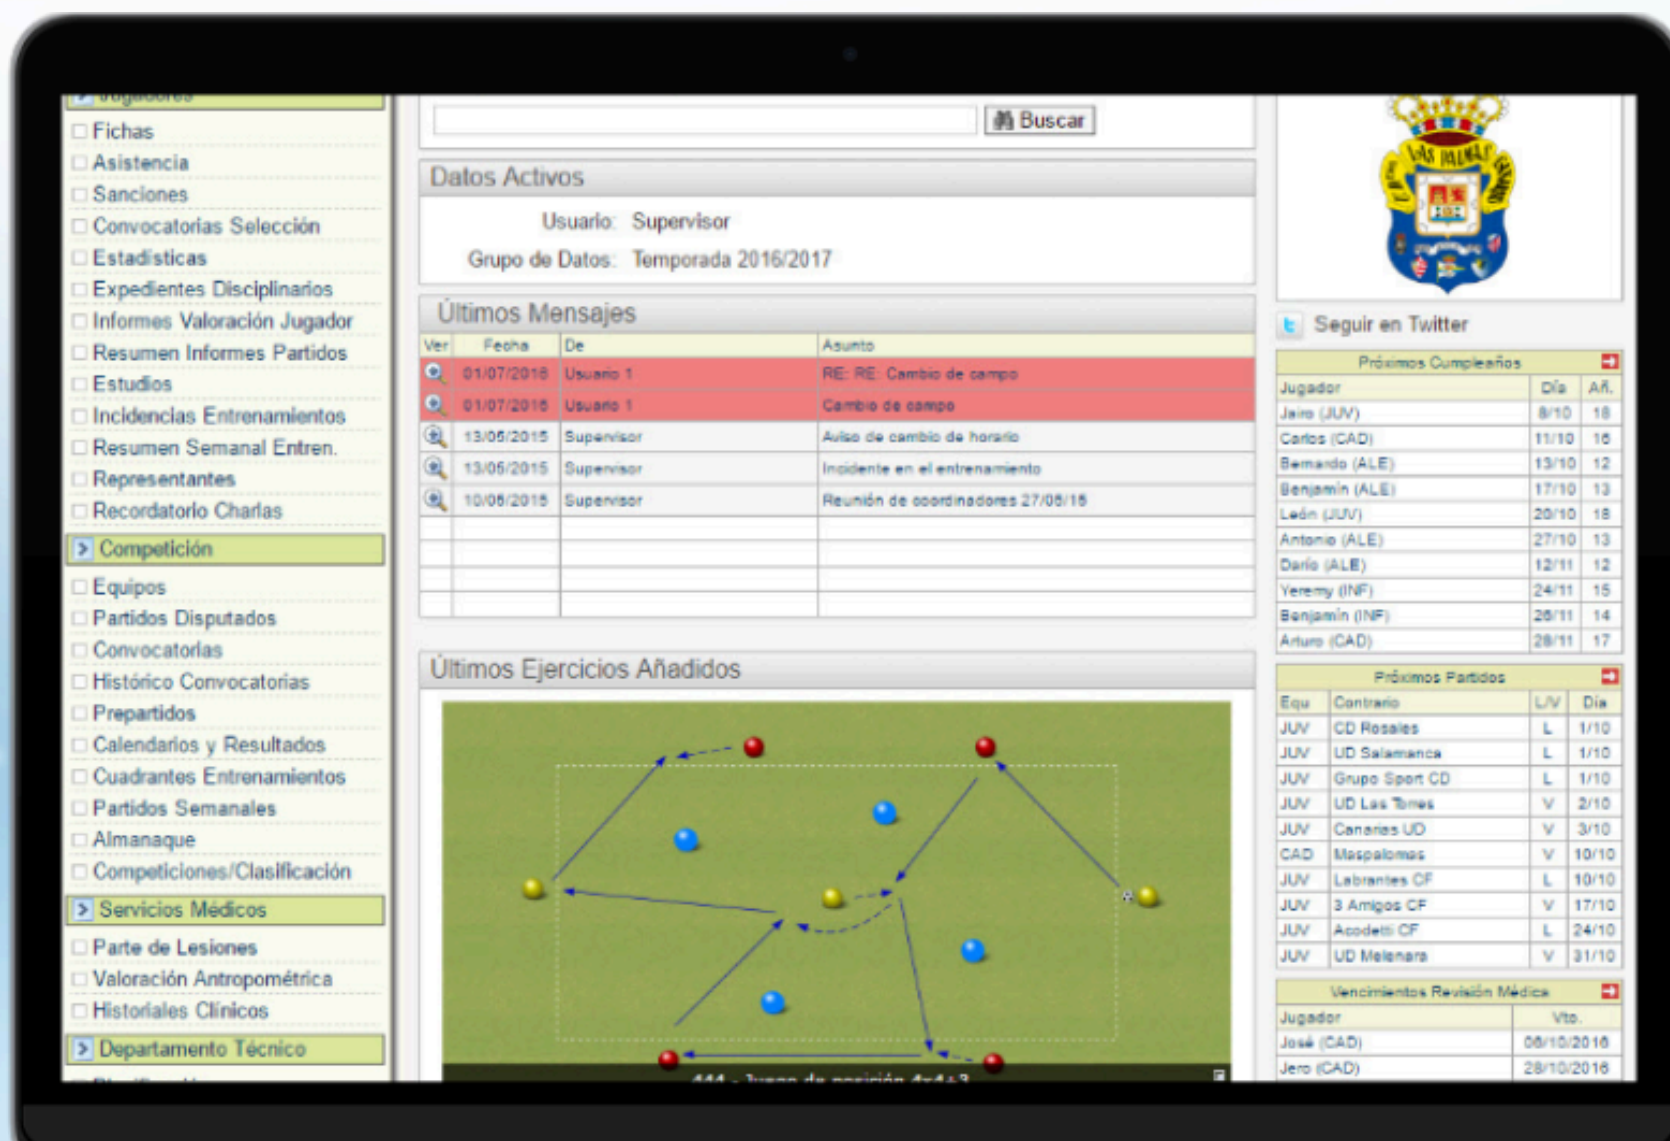 Jugadores
Fichas
Asistencia
Sanciones
Convocatorias Selección
Estadísticas
Expedientes Disciplinarios
Informes Valoración Jugador
Resumen Informes Partidos
Estudios
Incidencias Entrenamientos
Resumen Semanal Entren.
Representantes
Recordatorio Charlas
Competición
Equipos
Partidos Disputados
Convocatorias
Histórico Convocatorias
Prepartidos
Calendarios y Resultados
Cuadrantes Entrenamientos
Partidos Semanales
Almanaque
Competiciones/Clasificación
Servicios Médicos
Parte de Lesiones
Valoración Antropométrica
Historiales Clínicos
Departamento Técnico
Buscar
Datos Activos
Usuario: Supervisor
Grupo de Datos: Temporada 2016/2017
Últimos Mensajes
Ver Fecha De Asunto
01/07/2016 Usuario 1 RE: RE: Cambio de campo
01/07/2016 Usuario 1 Cambio de campo
13/05/2015 Supervisor Aviso de cambio de horario
13/05/2015 Supervisor Incidente en el entrenamiento
10/05/2015 Supervisor Reunión de coordinadores 27/05/15
Últimos Ejercicios Añadidos
444 - Juego de posición 4x4+3
LAS PALMAS
Seguir en Twitter
Próximos Cumpleaños
Jugador Día Añ.
Jairo (JUV) 8/10 18
Carlos (CAD) 11/10 16
Bernardo (ALE) 13/10 12
Benjamín (ALE) 17/10 13
León (JUV) 20/10 18
Antonio (ALE) 27/10 13
Darío (ALE) 12/11 12
Yeremy (INF) 24/11 15
Benjamín (INF) 26/11 14
Arturo (CAD) 28/11 17
Próximos Partidos
Equ Contrario L/V Día
JUV CD Rosales L 1/10
JUV UD Salamanca L 1/10
JUV Grupo Sport CD L 1/10
JUV UD Las Torres V 2/10
JUV Canarias UD V 3/10
CAD Maspalomas V 10/10
JUV Labrantes CF L 10/10
JUV 3 Amigos CF V 17/10
JUV Acodetti CF L 24/10
JUV UD Melenara V 31/10
Vencimientos Revisión Médica
Jugador Vto.
José (CAD) 06/10/2016
Jero (CAD) 28/10/2016